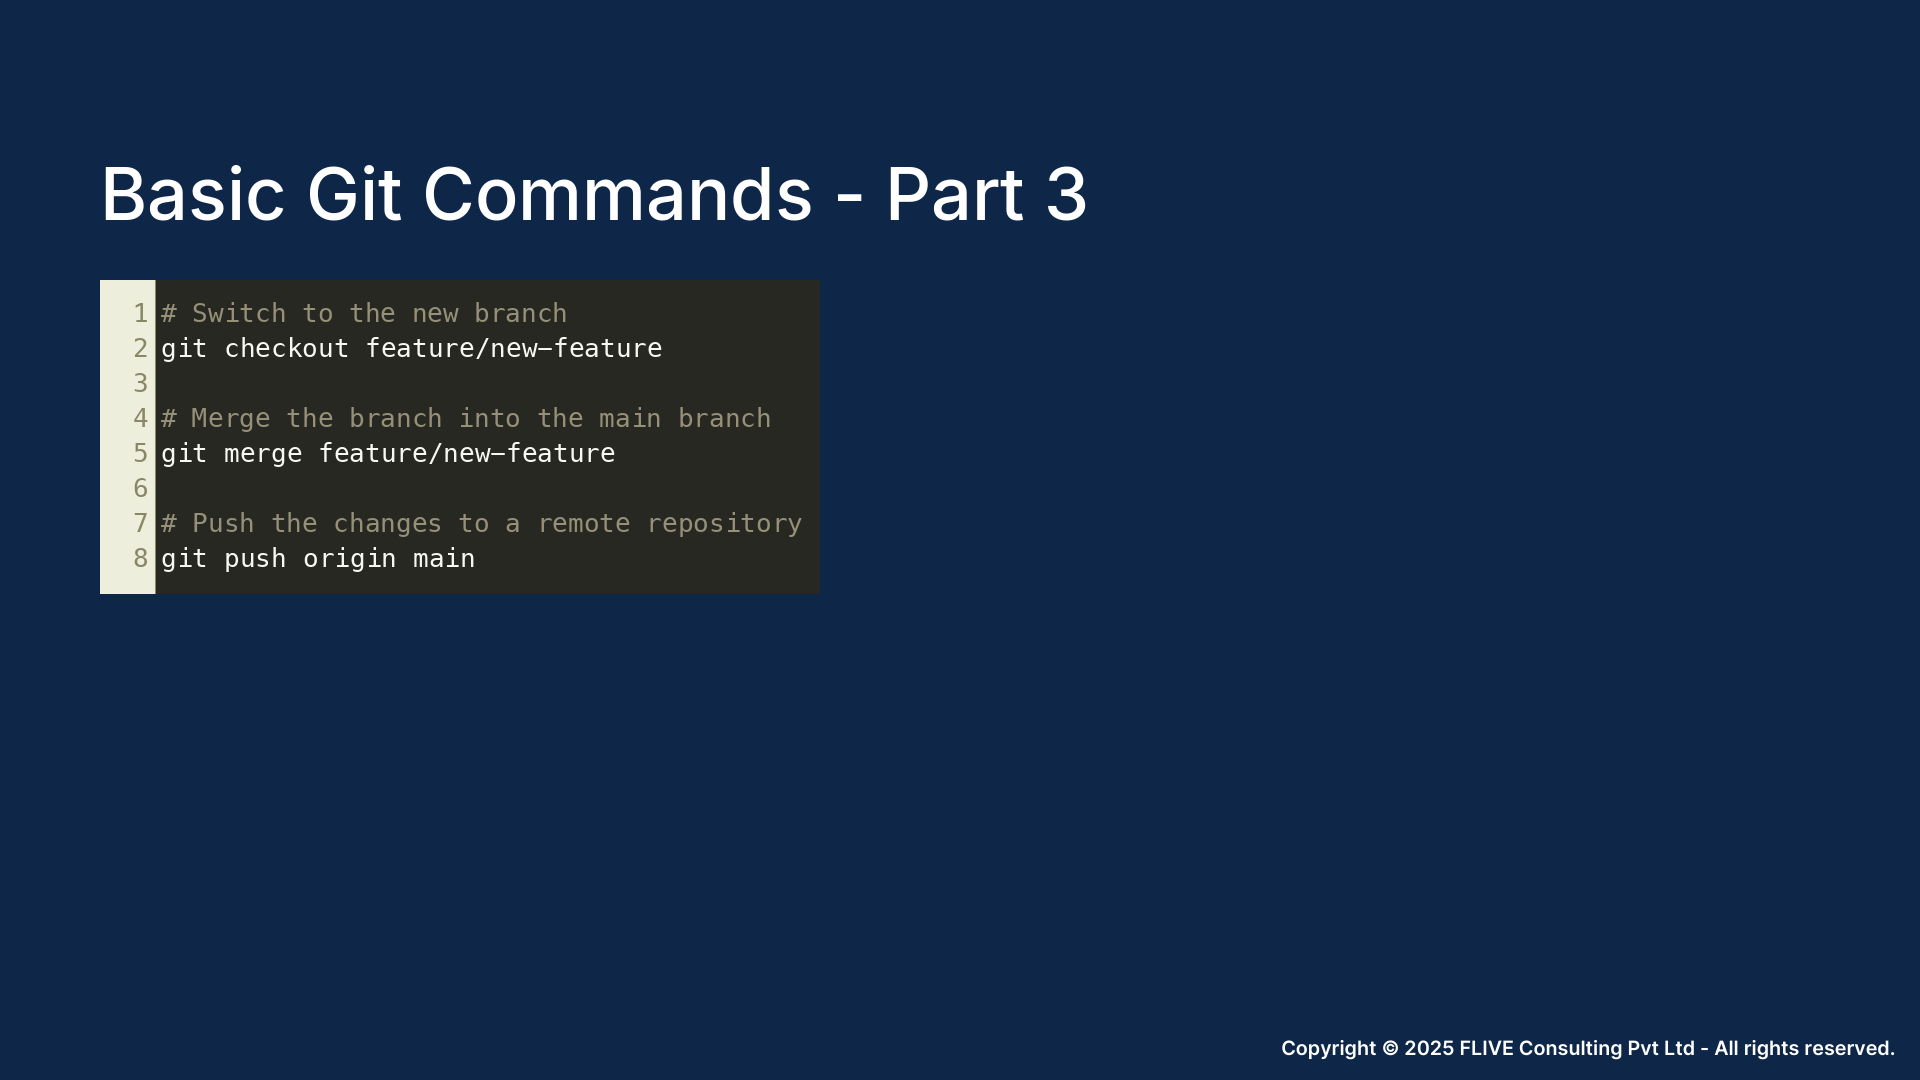 Basic Git Commands - Part 3
1 # Switch to the new branch
2 git checkout feature/new-feature
3
4 # Merge the branch into the main branch
5 git merge feature/new-feature
6
7 # Push the changes to a remote repository
8 git push origin main
Copyright © 2025 FLIVE Consulting Pvt Ltd - All rights reserved.